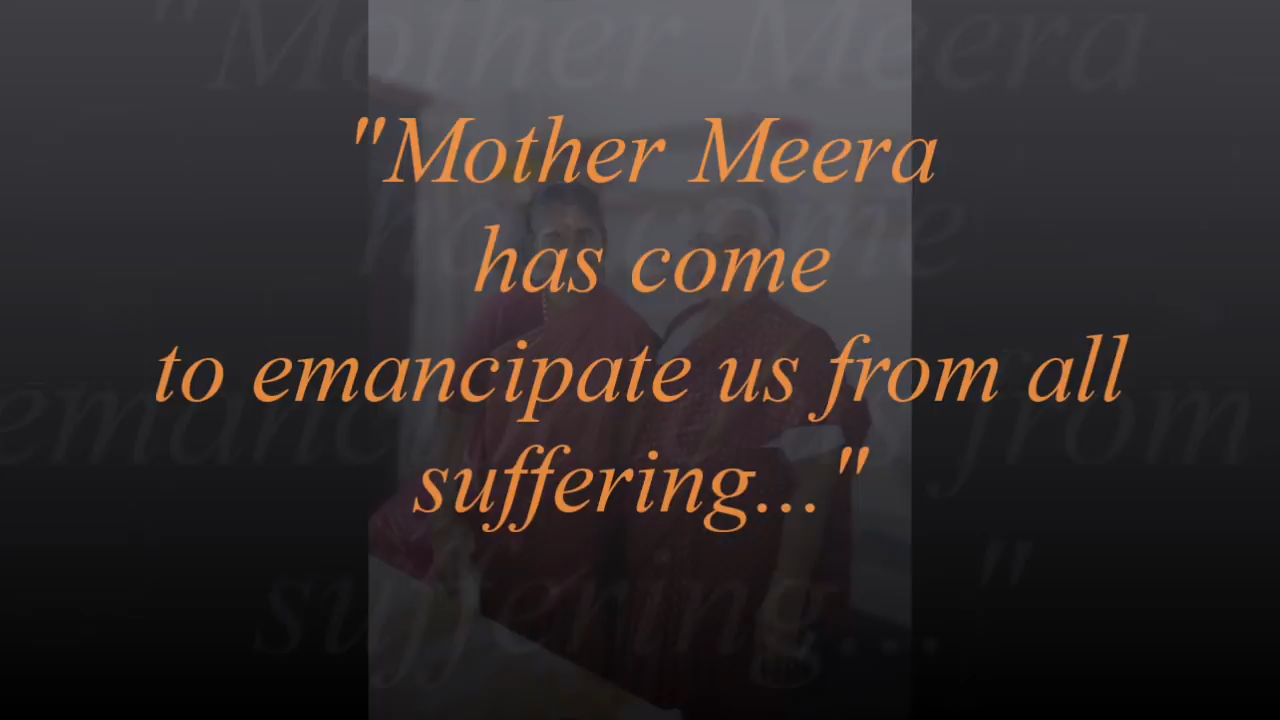 "Mother Meera
has come
to emancipate us from all
suffering..."